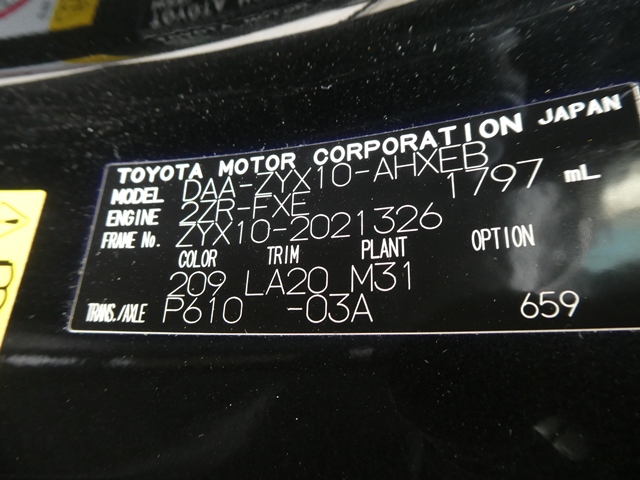 TOYOTA MOTOR CORPORATION JAPAN
MODEL DAA-ZYX10-AHXEB
ENGINE 2ZR-FXE 1797 mL
FRAME No. ZYX10-2021326
COLOR TRIM PLANT OPTION
209 LA20 M31
TRANS./AXLE P610 -03A 659